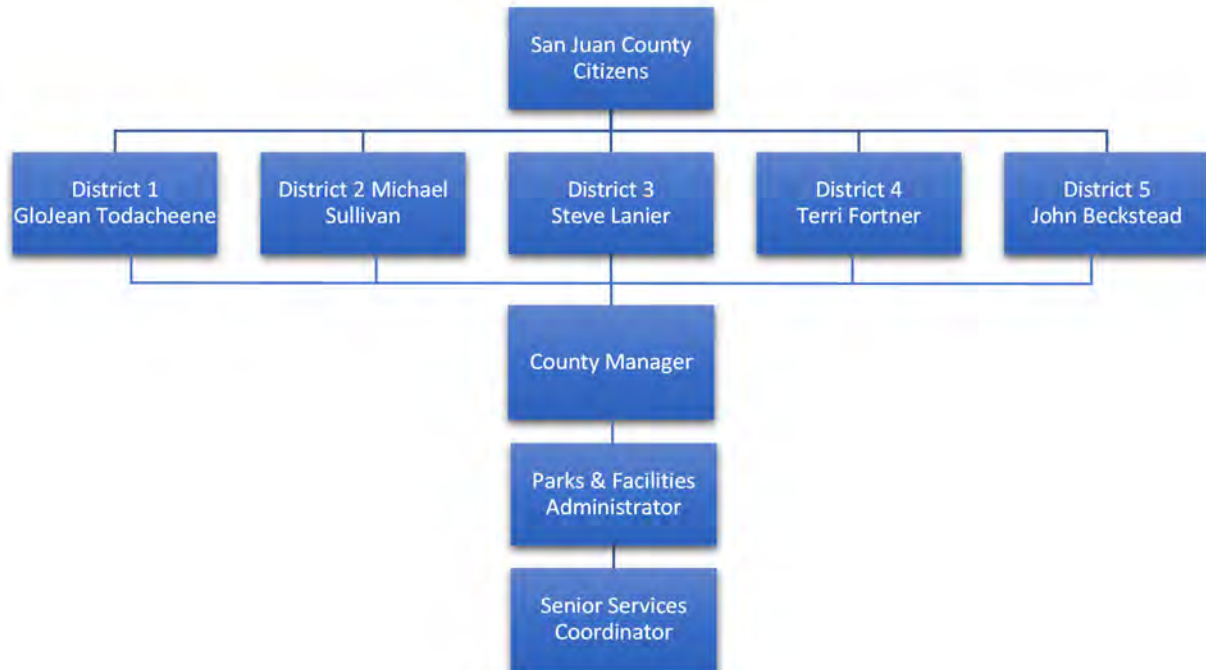 San Juan County
Citizens
District 1
GloJean Todacheene
District 2 Michael
Sullivan
District 3
Steve Lanier
District 4
Terri Fortner
District 5
John Beckstead
County Manager
Parks & Facilities
Administrator
Senior Services
Coordinator